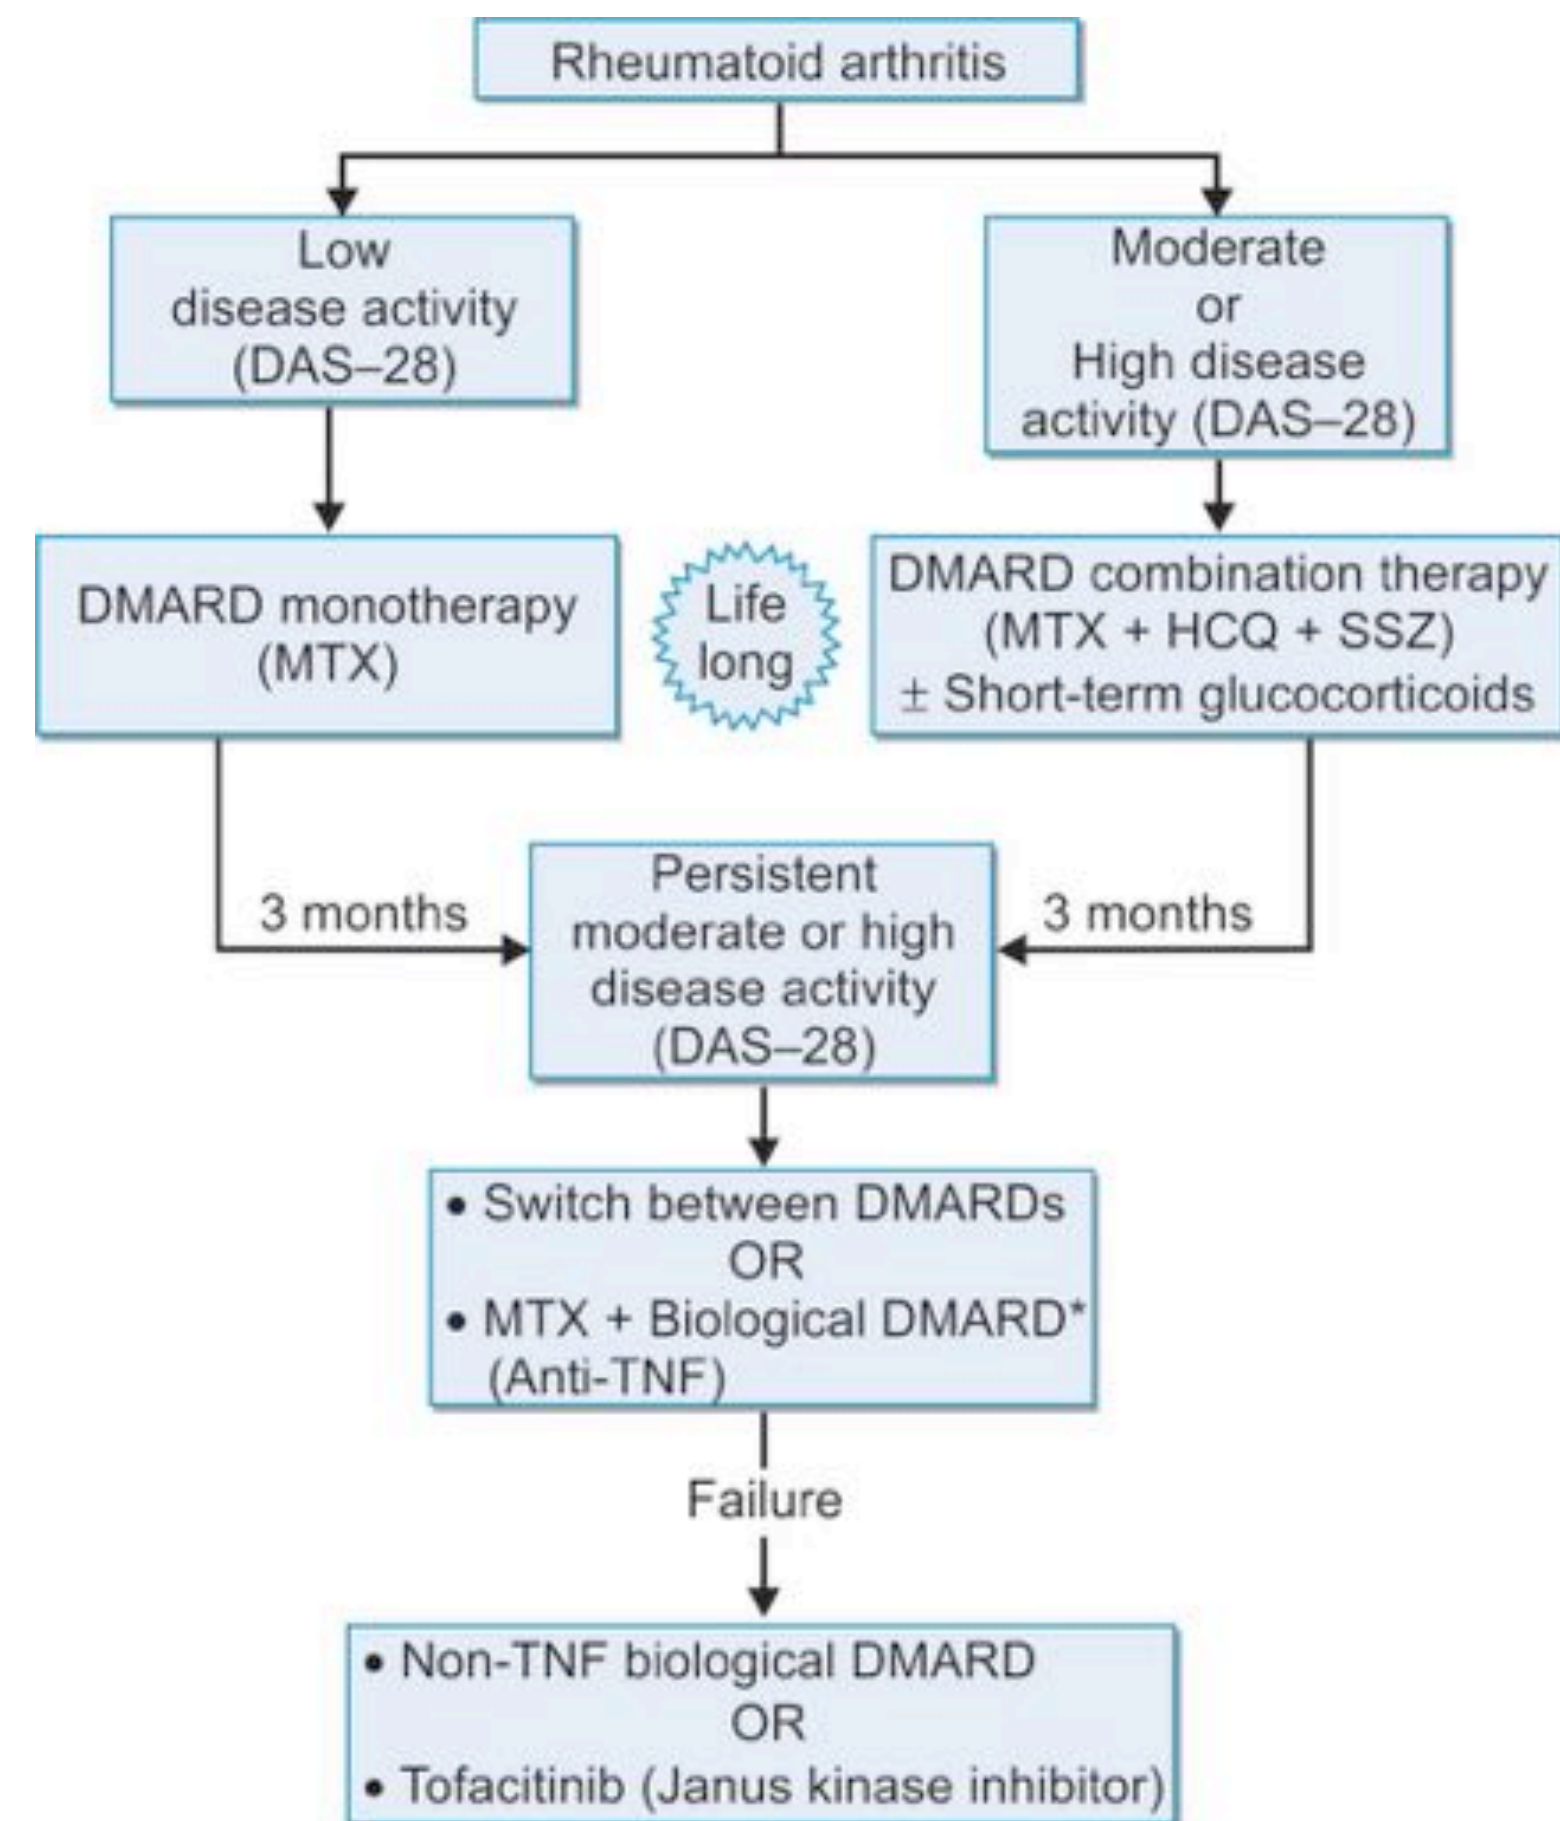 Rheumatoid arthritis
Low
disease activity
(DAS–28)
Moderate
or
High disease
activity (DAS–28)
DMARD monotherapy
(MTX)
Life
long
DMARD combination therapy
(MTX + HCQ + SSZ)
± Short-term glucocorticoids
3 months
Persistent
moderate or high
disease activity
(DAS–28)
3 months
• Switch between DMARDs
OR
• MTX + Biological DMARD*
(Anti-TNF)
Failure
• Non-TNF biological DMARD
OR
• Tofacitinib (Janus kinase inhibitor)